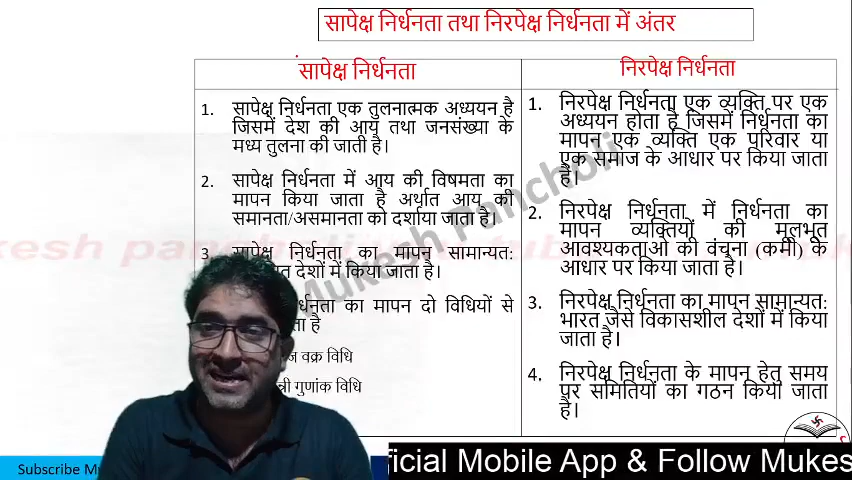 सापेक्ष निर्धनता तथा निरपेक्ष निर्धनता में अंतर
सापेक्ष निर्धनता
1. सापेक्ष निर्धनता एक तुलनात्मक अध्ययन है
जिसमें देश की आयु तथा जनसंख्या के
मध्य तुलना की जाती है।
2. सापेक्ष निर्धनता में आय की विषमता का
मापन किया जाता है अर्थात आयु की
समानता/असमानता को दर्शाया जाता है।
3. सापेक्ष निर्धनता का मापन सामान्यत:
देशों में किया जाता है।
का मापन दो विधियों से
है
वक्र विधि
गुणांक विधि
निरपेक्ष निर्धनता
1. निरपेक्ष निर्धनता एक व्यक्ति पर एक
अध्ययन होता है जिसमें निर्धनता का
मापन एक व्यक्ति एक परिवार या
एक समाज के आधार पर किया जाता
है।
2. निरपेक्ष निर्धनता में निर्धनता का
मापन व्यक्तियों की मूलभूत
आवश्यकताओं की वंचना (कमी) के
आधार पर किया जाता है।
3. निरपेक्ष निर्धनता का मापन सामान्यत:
भारत जैसे विकासशील देशों में किया
जाता है।
4. निरपेक्ष निर्धनता के मापन हेतु समय
पर समितियों का गठन किया जाता
है।
Mukesh Pancholi
Subscribe
Mobile App & Follow